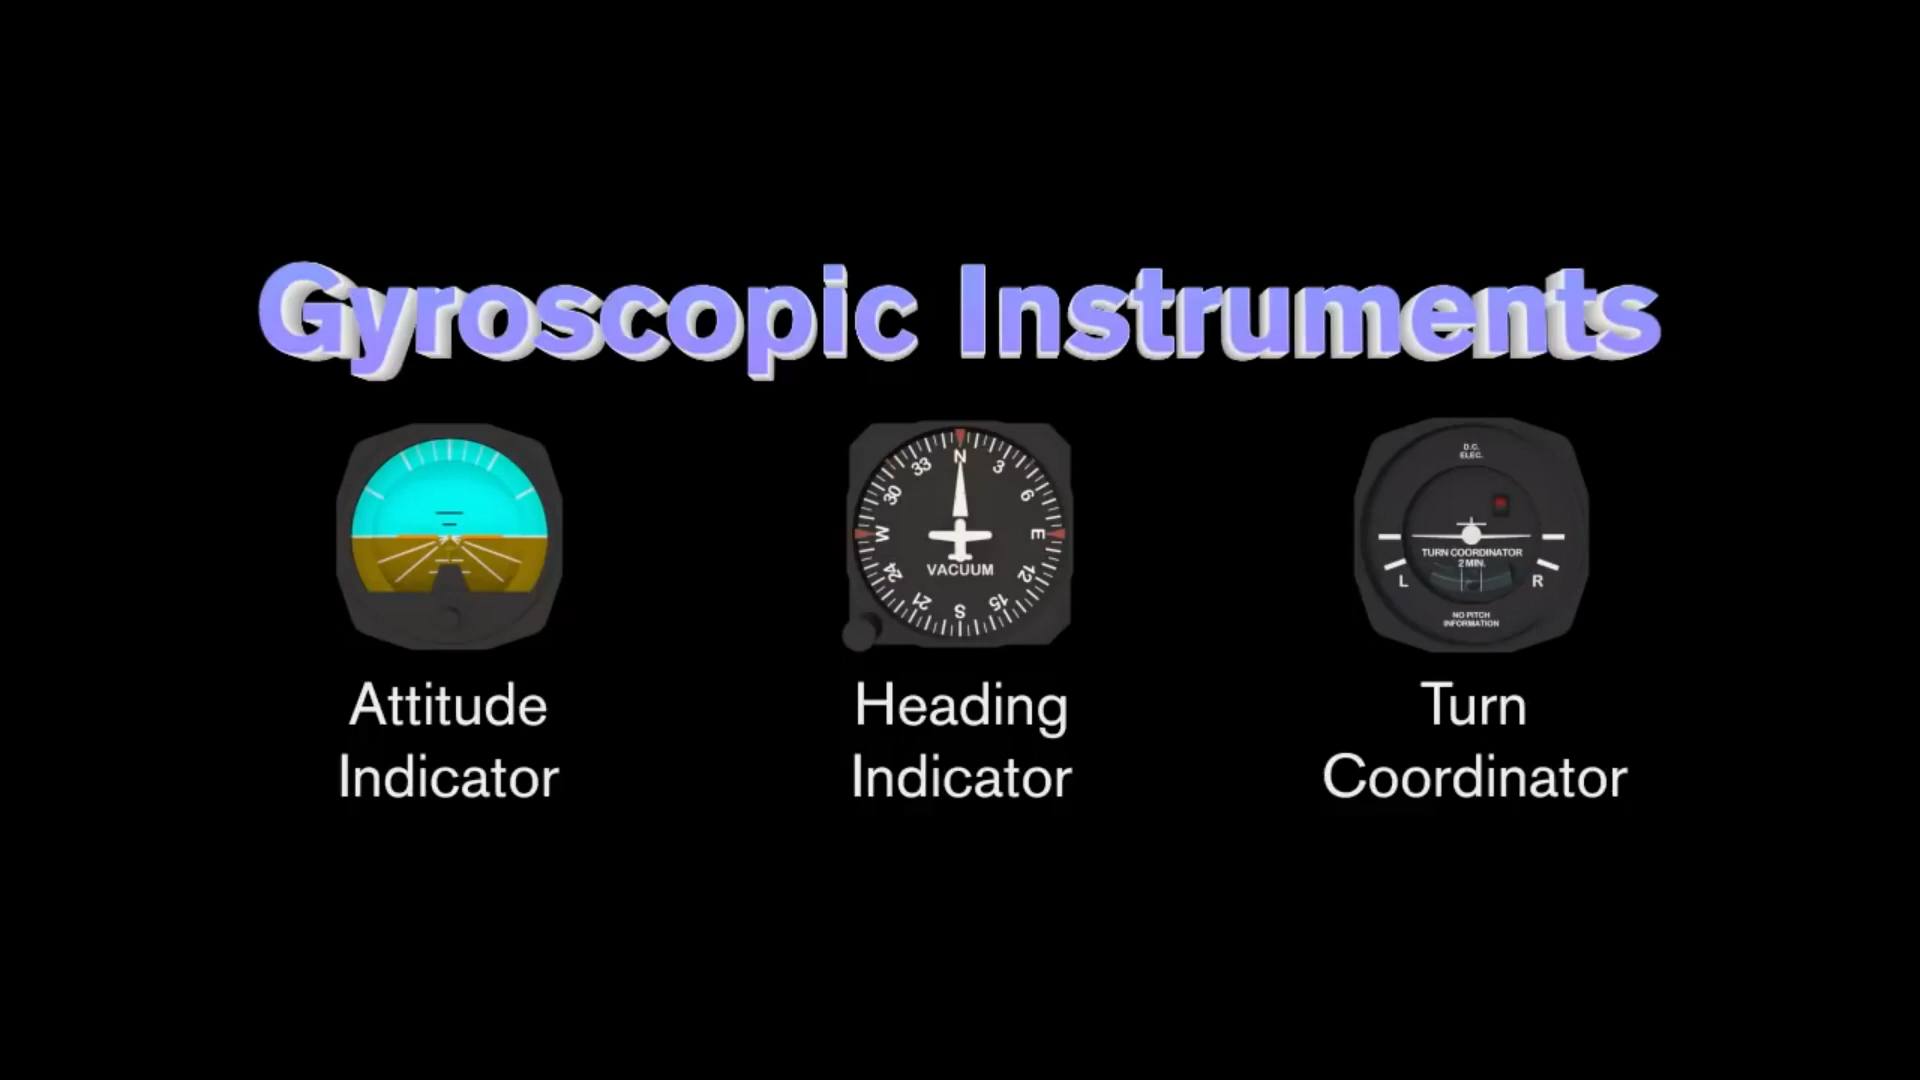 Gyroscopic Instruments
D.C.
ELEC.
N
33
3
30
6
W
E
24
12
21
15
S
VACUUM
TURN COORDINATOR
2 MIN.
L
R
NO PITCH
INFORMATION
Attitude
Indicator
Heading
Indicator
Turn
Coordinator